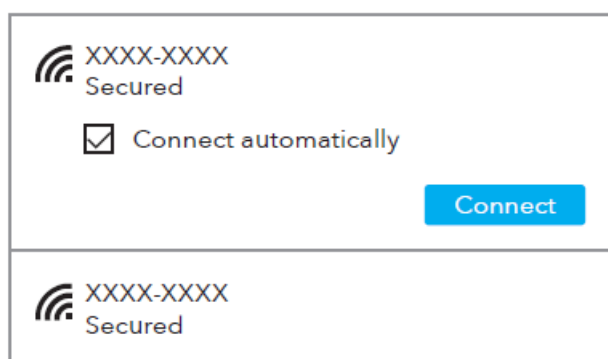 XXXX-XXXX
Secured
Connect automatically
Connect
XXXX-XXXX
Secured